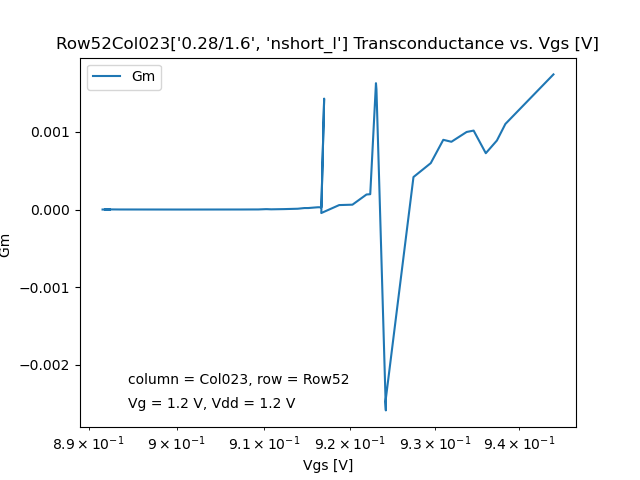 Row52Col023['0.28/1.6', 'nshort_l'] Transconductance vs. Vgs [V]
Gm
0.001
0.000
−0.001
−0.002
Gm
column = Col023, row = Row52
Vg = 1.2 V, Vdd = 1.2 V
8.9 × 10⁻¹ 9 × 10⁻¹ 9.1 × 10⁻¹ 9.2 × 10⁻¹ 9.3 × 10⁻¹ 9.4 × 10⁻¹
Vgs [V]